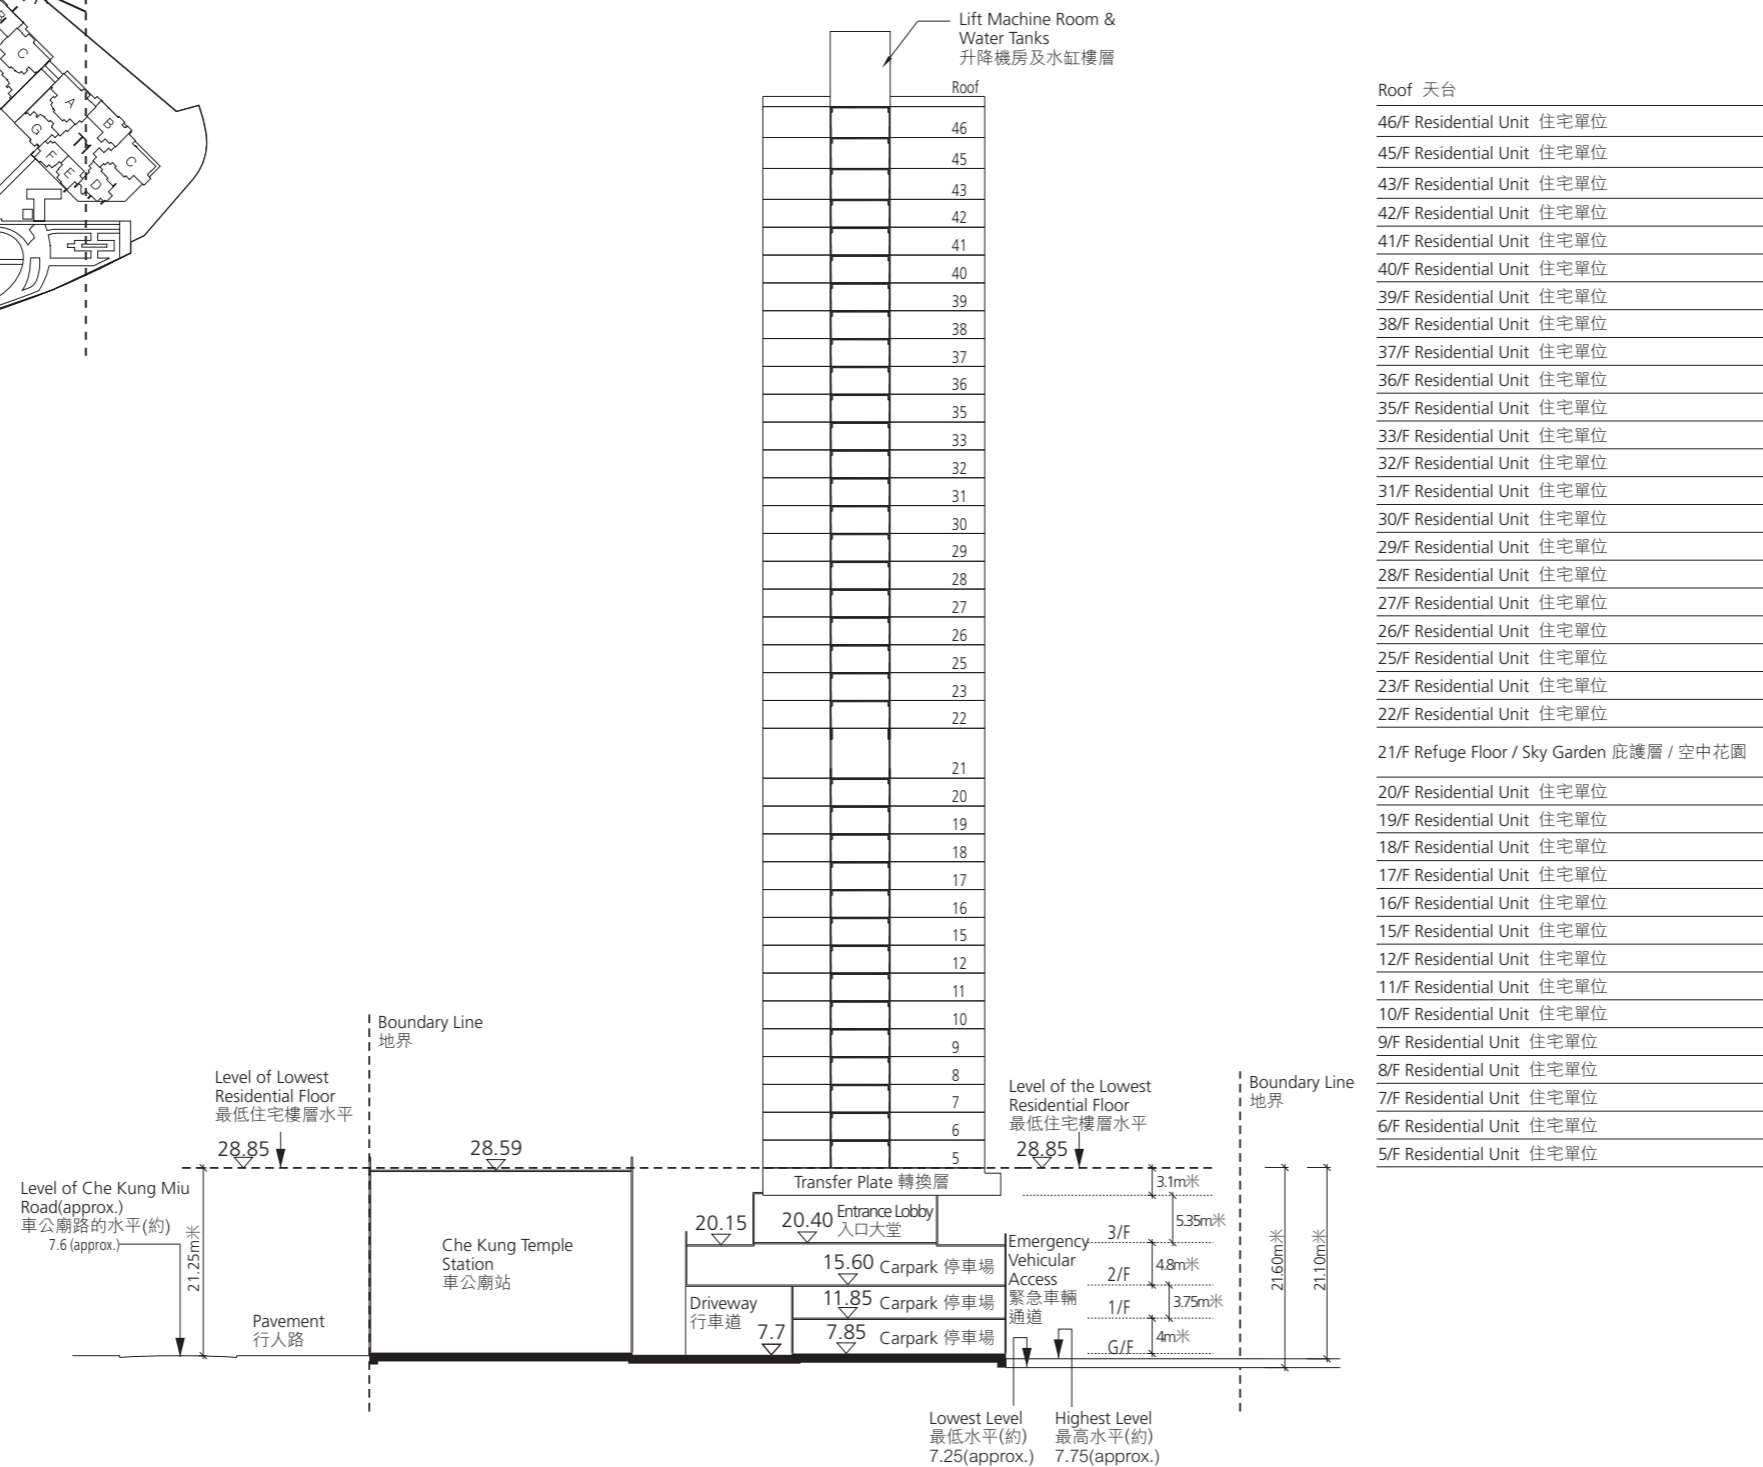 C
A
B
G
C
F
T1
E
D
Lift Machine Room &
Water Tanks
升降機房及水缸樓層
Roof
46
45
43
42
41
40
39
38
37
36
35
33
32
31
30
29
28
27
26
25
23
22
21
20
19
18
17
16
15
12
11
10
9
8
7
6
5
Roof 天台
46/F Residential Unit 住宅單位
45/F Residential Unit 住宅單位
43/F Residential Unit 住宅單位
42/F Residential Unit 住宅單位
41/F Residential Unit 住宅單位
40/F Residential Unit 住宅單位
39/F Residential Unit 住宅單位
38/F Residential Unit 住宅單位
37/F Residential Unit 住宅單位
36/F Residential Unit 住宅單位
35/F Residential Unit 住宅單位
33/F Residential Unit 住宅單位
32/F Residential Unit 住宅單位
31/F Residential Unit 住宅單位
30/F Residential Unit 住宅單位
29/F Residential Unit 住宅單位
28/F Residential Unit 住宅單位
27/F Residential Unit 住宅單位
26/F Residential Unit 住宅單位
25/F Residential Unit 住宅單位
23/F Residential Unit 住宅單位
22/F Residential Unit 住宅單位
21/F Refuge Floor / Sky Garden 庇護層 / 空中花園
20/F Residential Unit 住宅單位
19/F Residential Unit 住宅單位
18/F Residential Unit 住宅單位
17/F Residential Unit 住宅單位
16/F Residential Unit 住宅單位
15/F Residential Unit 住宅單位
12/F Residential Unit 住宅單位
11/F Residential Unit 住宅單位
10/F Residential Unit 住宅單位
9/F Residential Unit 住宅單位
8/F Residential Unit 住宅單位
7/F Residential Unit 住宅單位
6/F Residential Unit 住宅單位
5/F Residential Unit 住宅單位
Boundary Line
地界
Level of Lowest
Residential Floor
最低住宅樓層水平
28.85
28.59
Level of the Lowest
Residential Floor
最低住宅樓層水平
28.85
Boundary Line
地界
Transfer Plate 轉換層
3.1m米
Level of Che Kung Miu
Road(approx.)
車公廟路的水平(約)
7.6 (approx.)
21.25m米
Pavement
行人路
Che Kung Temple
Station
車公廟站
20.15
20.40
Entrance Lobby
入口大堂
5.35m米
3/F
Emergency
Vehicular
Access
緊急車輛
通道
15.60 Carpark 停車場
2/F
4.8m米
Driveway
行車道
11.85 Carpark 停車場
1/F
3.75m米
7.7
7.85 Carpark 停車場
G/F
4m米
21.60m米
21.10m米
Lowest Level
最低水平(約)
7.25(approx.)
Highest Level
最高水平(約)
7.75(approx.)